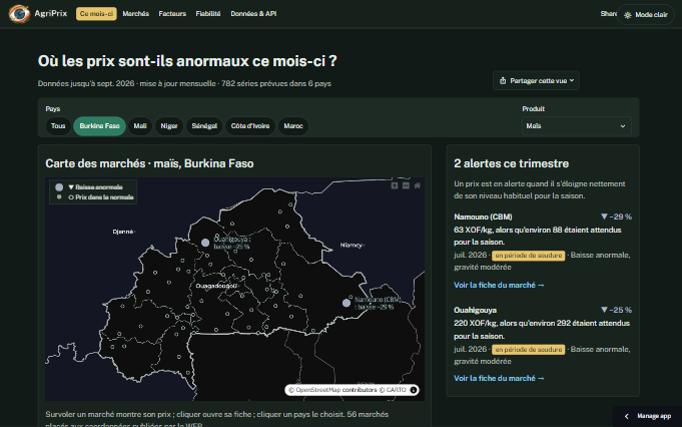 AgriPrix
Ce mois-ci
Marchés
Facteurs
Fiabilité
Données & API
Share
Mode clair
Où les prix sont-ils anormaux ce mois-ci ?
Données jusqu'à sept. 2026 · mise à jour mensuelle · 782 séries prévues dans 6 pays
Partager cette vue
Pays
Tous
Burkina Faso
Mali
Niger
Sénégal
Côte d'Ivoire
Maroc
Produit
Maïs
Carte des marchés · maïs, Burkina Faso
▼ Baisse anormale
Prix dans la normale
Djenné
Ouahigouya :
baisse -25 %
Niamey
Ouagadougou
Namouno (CBM) :
baisse -29 %
© OpenStreetMap contributors © CARTO
Survoler un marché montre son prix ; cliquer ouvre sa fiche ; cliquer un pays le choisit. 56 marchés
placés aux coordonnées publiées par le WFP.
2 alertes ce trimestre
Un prix est en alerte quand il s'éloigne nettement
de son niveau habituel pour la saison.
Namouno (CBM) ▼ −29 %
63 XOF/kg, alors qu'environ 88 étaient attendus
pour la saison.
juil. 2026 · en période de soudure · Baisse anormale,
gravité modérée
Voir la fiche du marché →
Ouahigouya ▼ −25 %
220 XOF/kg, alors qu'environ 292 étaient attendus
pour la saison.
juil. 2026 · en période de soudure · Baisse anormale,
gravité modérée
Voir la fiche du marché →
Manage app